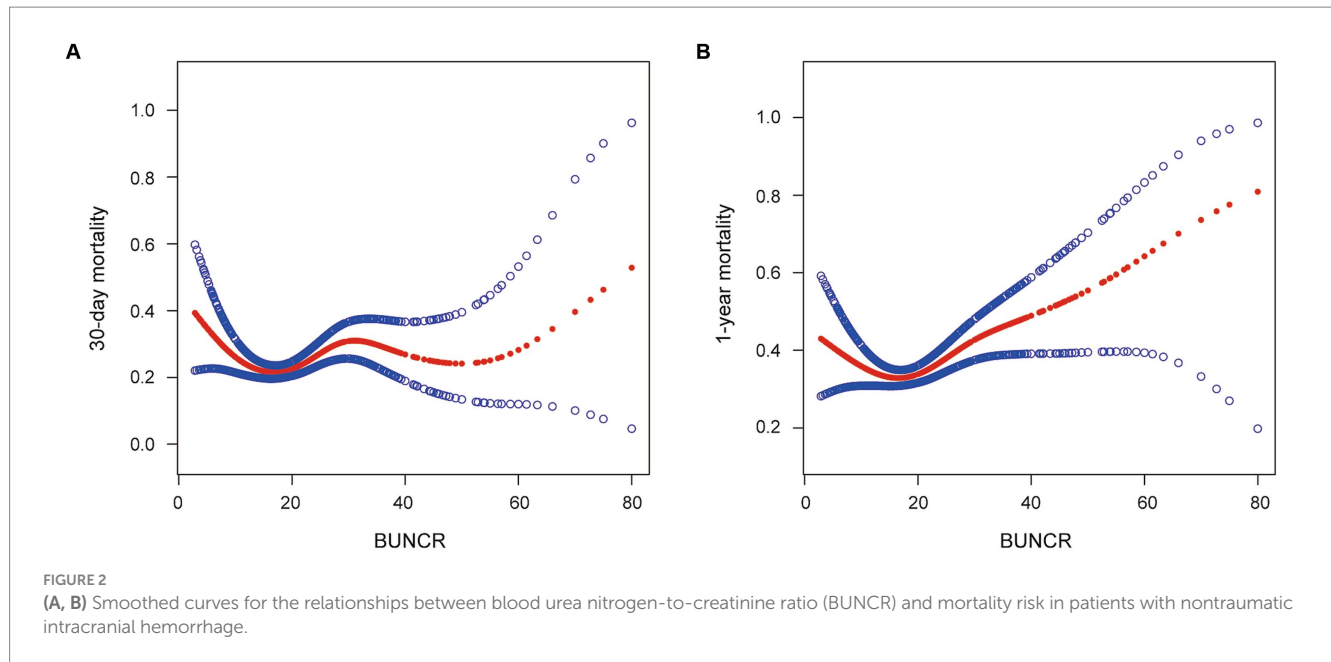 A
30-day mortality
1.0
0.8
0.6
0.4
0.2
0.0
0 20 40 60 80
BUNCR
B
1-year mortality
1.0
0.8
0.6
0.4
0.2
0 20 40 60 80
BUNCR
FIGURE 2
(A, B) Smoothed curves for the relationships between blood urea nitrogen-to-creatinine ratio (BUNCR) and mortality risk in patients with nontraumatic
intracranial hemorrhage.